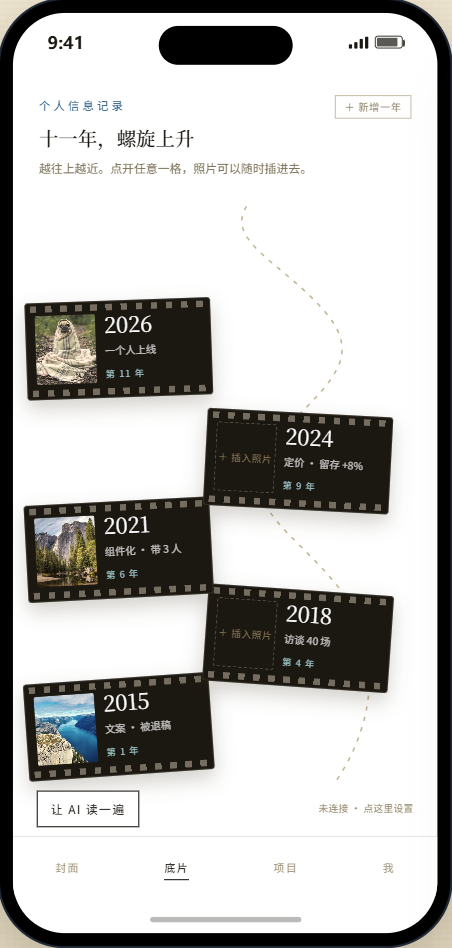 9:41
个人信息记录
＋ 新增一年
十一年，螺旋上升
越往上越近。点开任意一格，照片可以随时插进去。
2026
一个人上线
第 11 年
2024
＋ 插入照片
定价 · 留存 +8%
第 9 年
2021
组件化 · 带 3 人
第 6 年
2018
＋ 插入照片
访谈 40 场
第 4 年
2015
文案 · 被退稿
第 1 年
让 AI 读一遍
未连接 · 点这里设置
封面
底片
项目
我